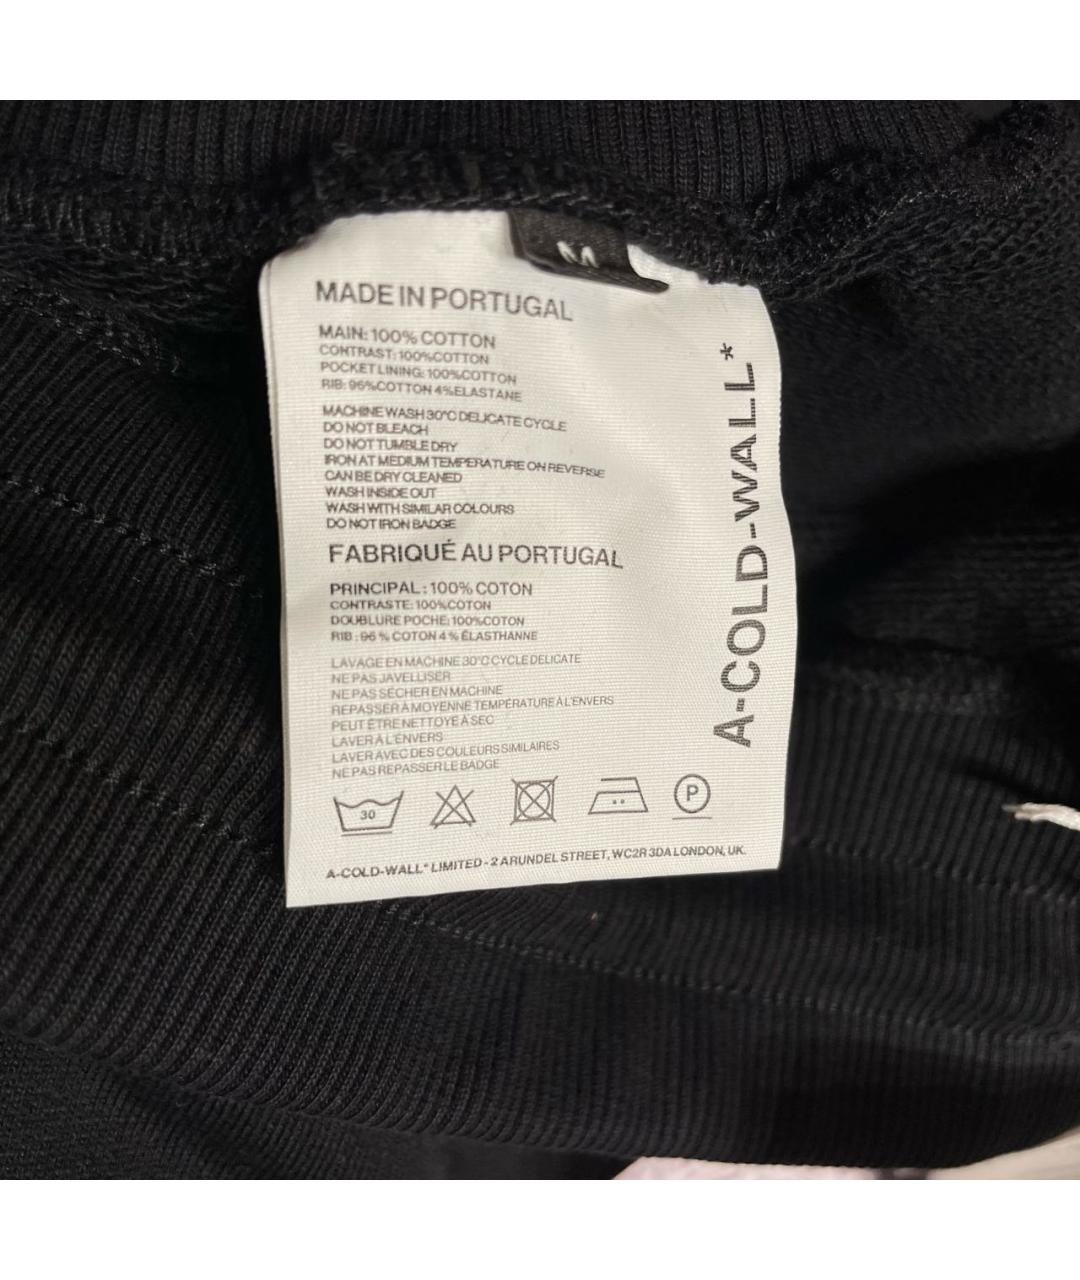 M
MADE IN PORTUGAL
MAIN: 100% COTTON
CONTRAST: 100%COTTON
POCKET LINING: 100%COTTON
RIB: 96%COTTON 4%ELASTANE
MACHINE WASH 30°C DELICATE CYCLE
DO NOT BLEACH
DO NOT TUMBLE DRY
IRON AT MEDIUM TEMPERATURE ON REVERSE
CAN BE DRY CLEANED
WASH INSIDE OUT
WASH WITH SIMILAR COLOURS
DO NOT IRON BADGE
FABRIQUÉ AU PORTUGAL
PRINCIPAL: 100% COTON
CONTRASTE: 100%COTON
DOUBLURE POCHE: 100%COTON
RIB : 96 % COTON 4 % ÉLASTHANNE
LAVAGE EN MACHINE 30°C CYCLE DELICATE
NE PAS JAVELLISER
NE PAS SÉCHER EN MACHINE
REPASSER À MOYENNE TEMPÉRATURE À L'ENVERS
PEUT ÊTRE NETTOYÉ À SEC
LAVER À L'ENVERS
LAVER AVEC DES COULEURS SIMILAIRES
NE PAS REPASSER LE BADGE
30
P
A-COLD-WALL* LIMITED - 2 ARUNDEL STREET, WC2R 3DA LONDON, UK.
A-COLD-WALL*